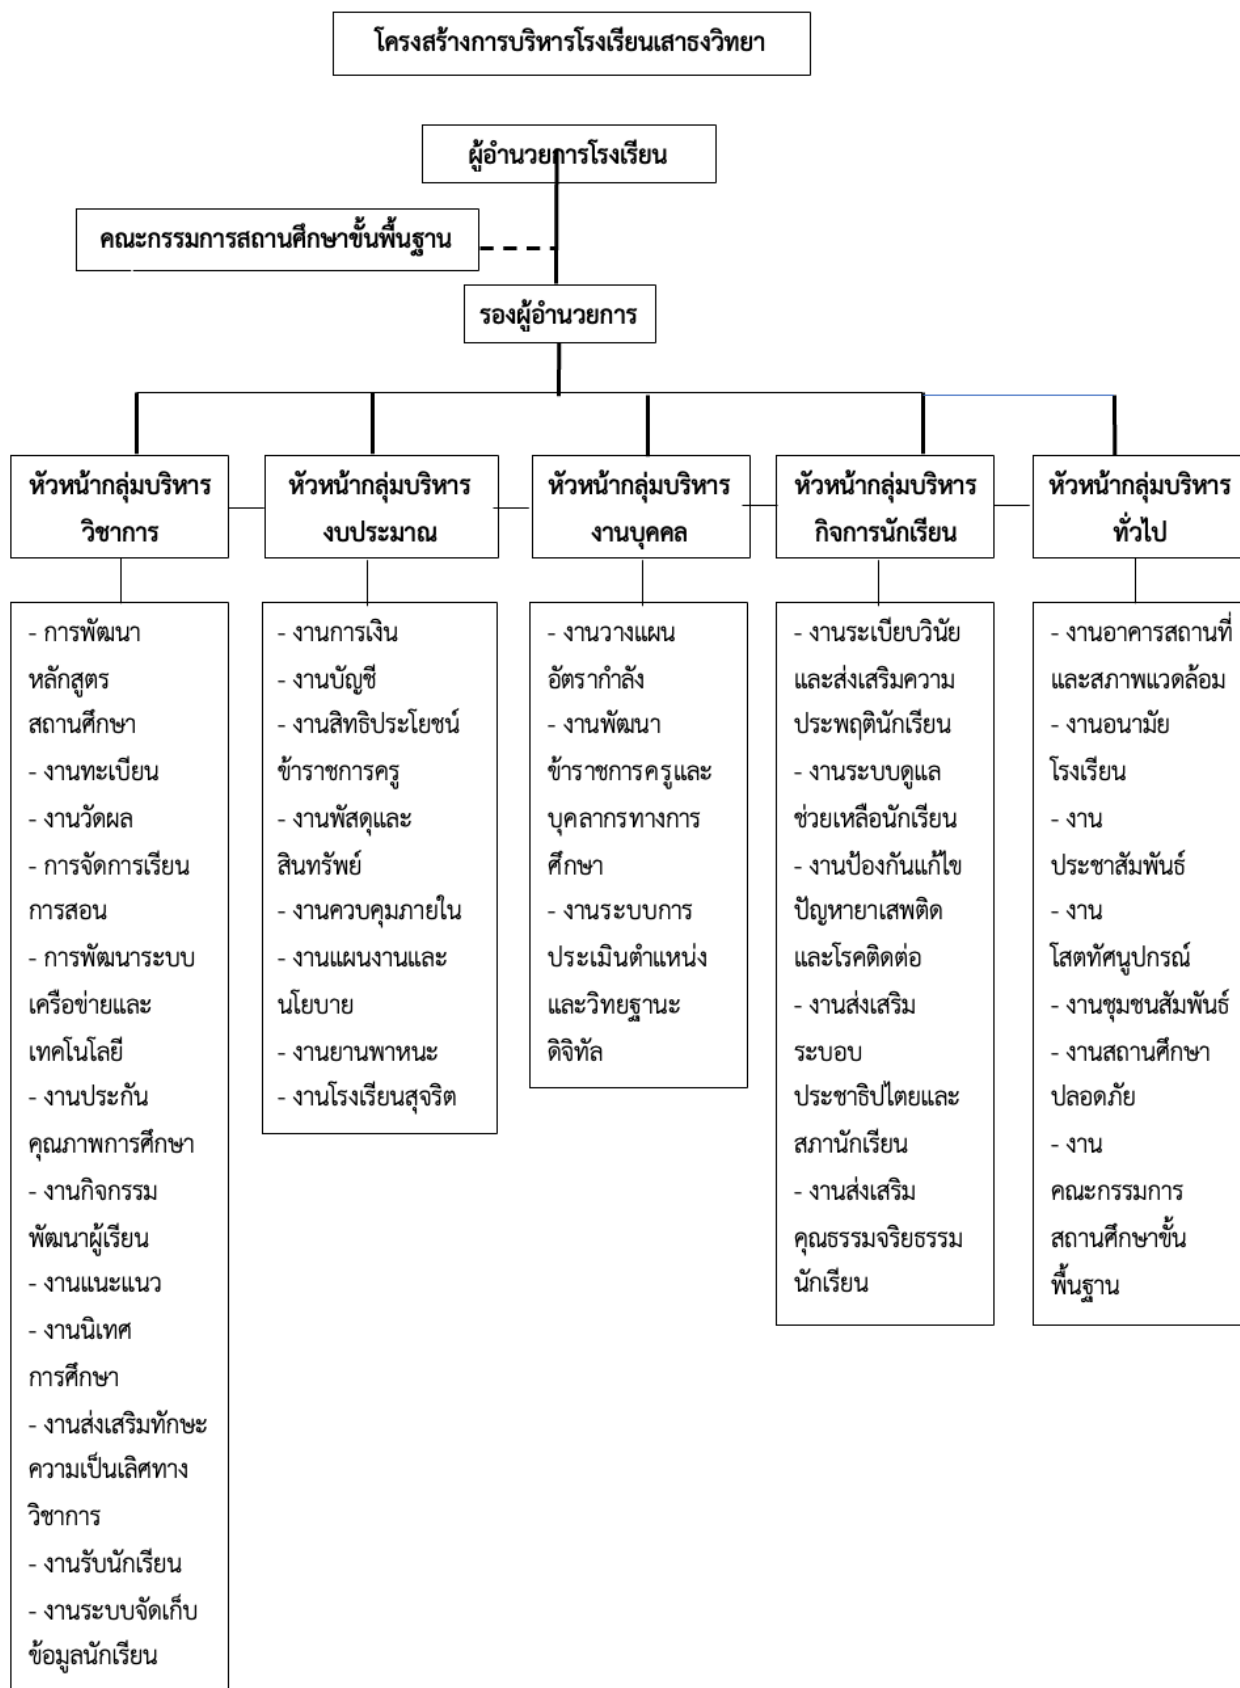 โครงสร้างการบริหารโรงเรียนเสาธงวิทยา
ผู้อำนวยการโรงเรียน
คณะกรรมการสถานศึกษาขั้นพื้นฐาน
รองผู้อำนวยการ
หัวหน้ากลุ่มบริหาร
วิชาการ
หัวหน้ากลุ่มบริหาร
งบประมาณ
หัวหน้ากลุ่มบริหาร
งานบุคคล
หัวหน้ากลุ่มบริหาร
กิจการนักเรียน
หัวหน้ากลุ่มบริหาร
ทั่วไป
- การพัฒนา
หลักสูตร
สถานศึกษา
- งานทะเบียน
- งานวัดผล
- การจัดการเรียน
การสอน
- การพัฒนาระบบ
เครือข่ายและ
เทคโนโลยี
- งานประกัน
คุณภาพการศึกษา
- งานกิจกรรม
พัฒนาผู้เรียน
- งานแนะแนว
- งานนิเทศ
การศึกษา
- งานส่งเสริมทักษะ
ความเป็นเลิศทาง
วิชาการ
- งานรับนักเรียน
- งานระบบจัดเก็บ
ข้อมูลนักเรียน
- งานการเงิน
- งานบัญชี
- งานสิทธิประโยชน์
ข้าราชการครู
- งานพัสดุและ
สินทรัพย์
- งานควบคุมภายใน
- งานแผนงานและ
นโยบาย
- งานยานพาหนะ
- งานโรงเรียนสุจริต
- งานวางแผน
อัตรากำลัง
- งานพัฒนา
ข้าราชการครูและ
บุคลากรทางการ
ศึกษา
- งานระบบการ
ประเมินตำแหน่ง
และวิทยฐานะ
ดิจิทัล
- งานระเบียบวินัย
และส่งเสริมความ
ประพฤตินักเรียน
- งานระบบดูแล
ช่วยเหลือนักเรียน
- งานป้องกันแก้ไข
ปัญหายาเสพติด
และโรคติดต่อ
- งานส่งเสริม
ระบอบ
ประชาธิปไตยและ
สภานักเรียน
- งานส่งเสริม
คุณธรรมจริยธรรม
นักเรียน
- งานอาคารสถานที่
และสภาพแวดล้อม
- งานอนามัย
โรงเรียน
- งาน
ประชาสัมพันธ์
- งาน
โสตทัศนูปกรณ์
- งานชุมชนสัมพันธ์
- งานสถานศึกษา
ปลอดภัย
- งาน
คณะกรรมการ
สถานศึกษาขั้น
พื้นฐาน